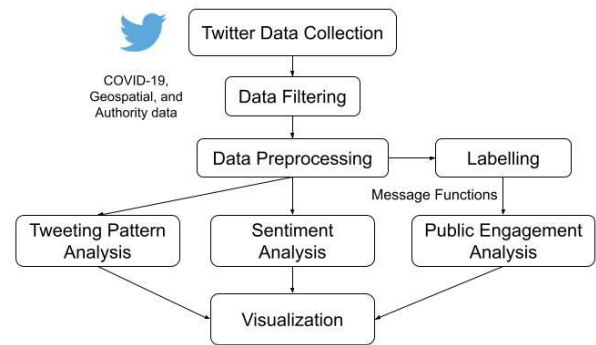 Twitter Data Collection
COVID-19,
Geospatial, and
Authority data
Data Filtering
Data Preprocessing
Labelling
Message Functions
Tweeting Pattern
Analysis
Sentiment
Analysis
Public Engagement
Analysis
Visualization